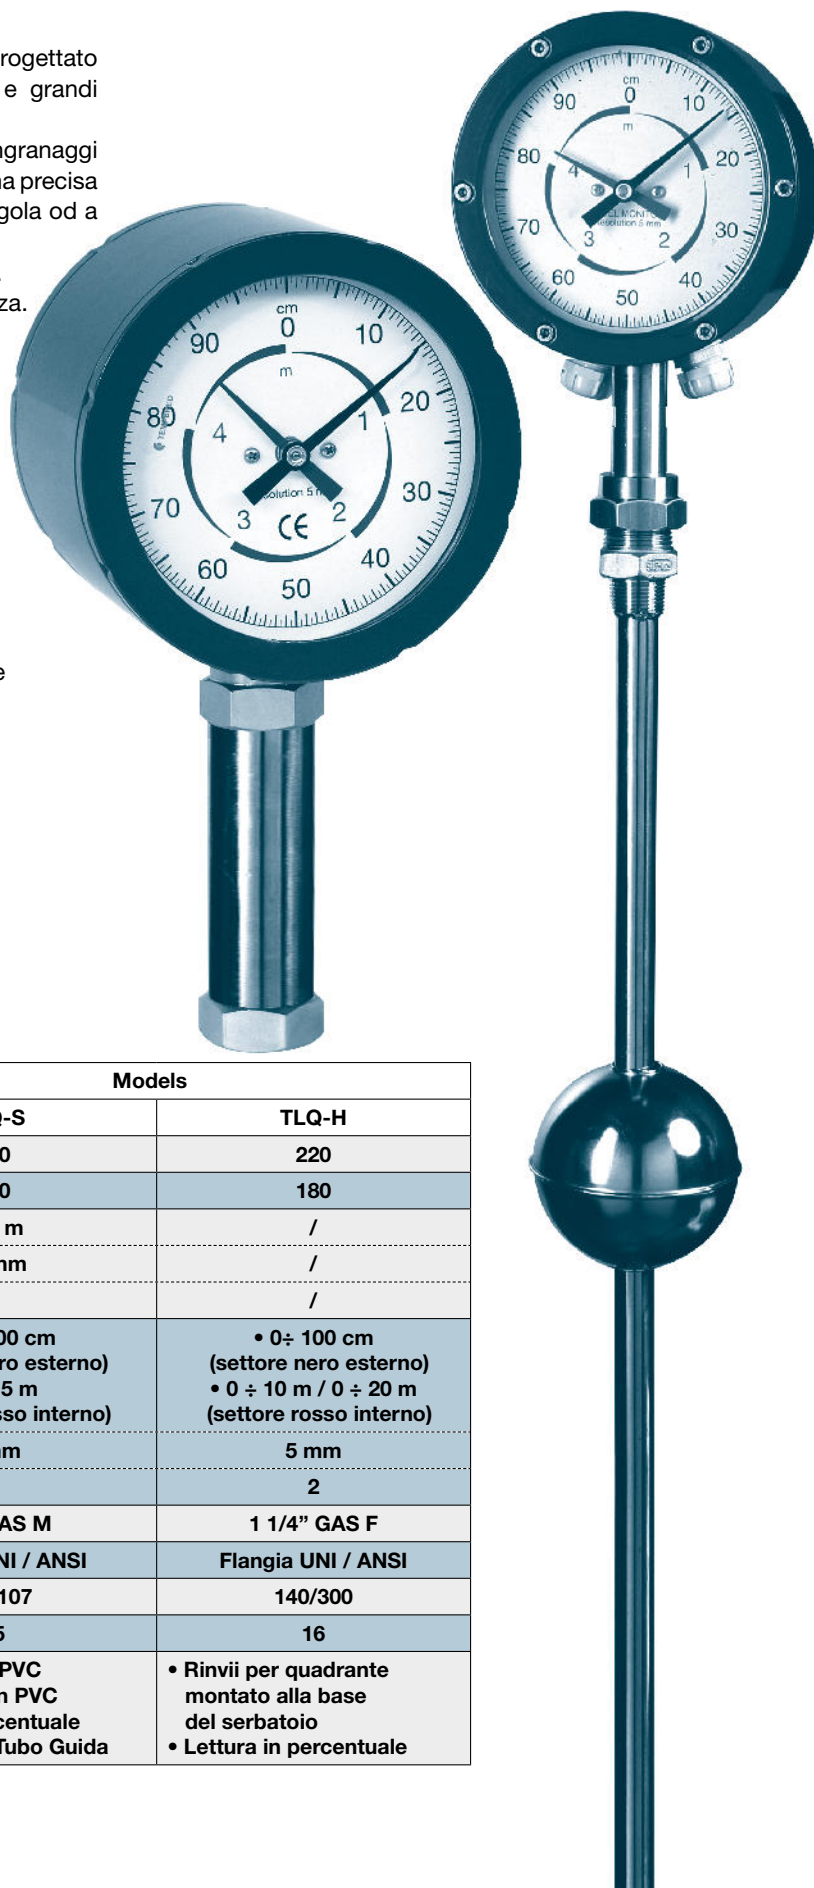 rogettato
e grandi
ngranaggi
na precisa
gola od a
.
za.
e
cm
0
10
20
30
40
50
60
70
80
90
m
1
2
3
4
CE
cm
0
10
20
30
40
50
60
70
80
90
m
1
2
3
4
Resolution 5 mm
Models
Q-S
TLQ-H
0
220
0
180
m
/
mm
/
/
00 cm
ro esterno)
5 m
sso interno)
• 0÷ 100 cm
(settore nero esterno)
• 0 ÷ 10 m / 0 ÷ 20 m
(settore rosso interno)
mm
5 mm
2
AS M
1 1/4” GAS F
NI / ANSI
Flangia UNI / ANSI
107
140/300
16
PVC
n PVC
centuale
Tubo Guida
• Rinvii per quadrante
montato alla base
del serbatoio
• Lettura in percentuale